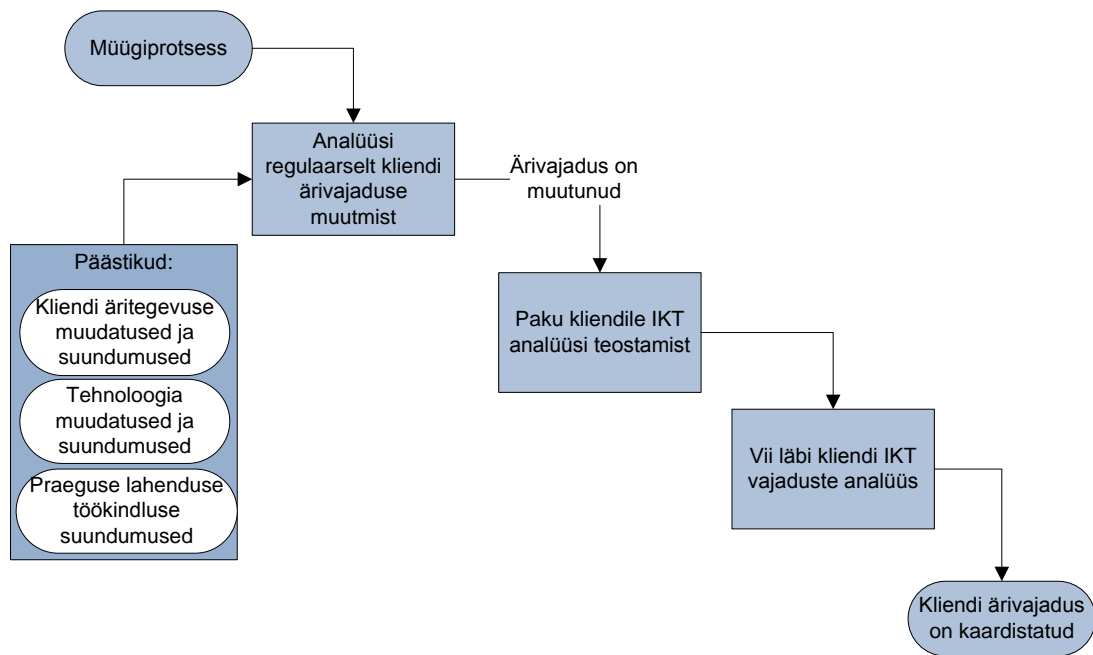 Müügiprotsess
Analüüsi
regulaarselt kliendi
ärivajaduse
muutmist
Ärivajadus on
muutunud
Päästikud:
Kliendi äritegevuse
muudatused ja
suundumused
Tehnoloogia
muudatused ja
suundumused
Praeguse lahenduse
töökindluse
suundumused
Paku kliendile IKT
analüüsi teostamist
Vii läbi kliendi IKT
vajaduste analüüs
Kliendi ärivajadus
on kaardistatud